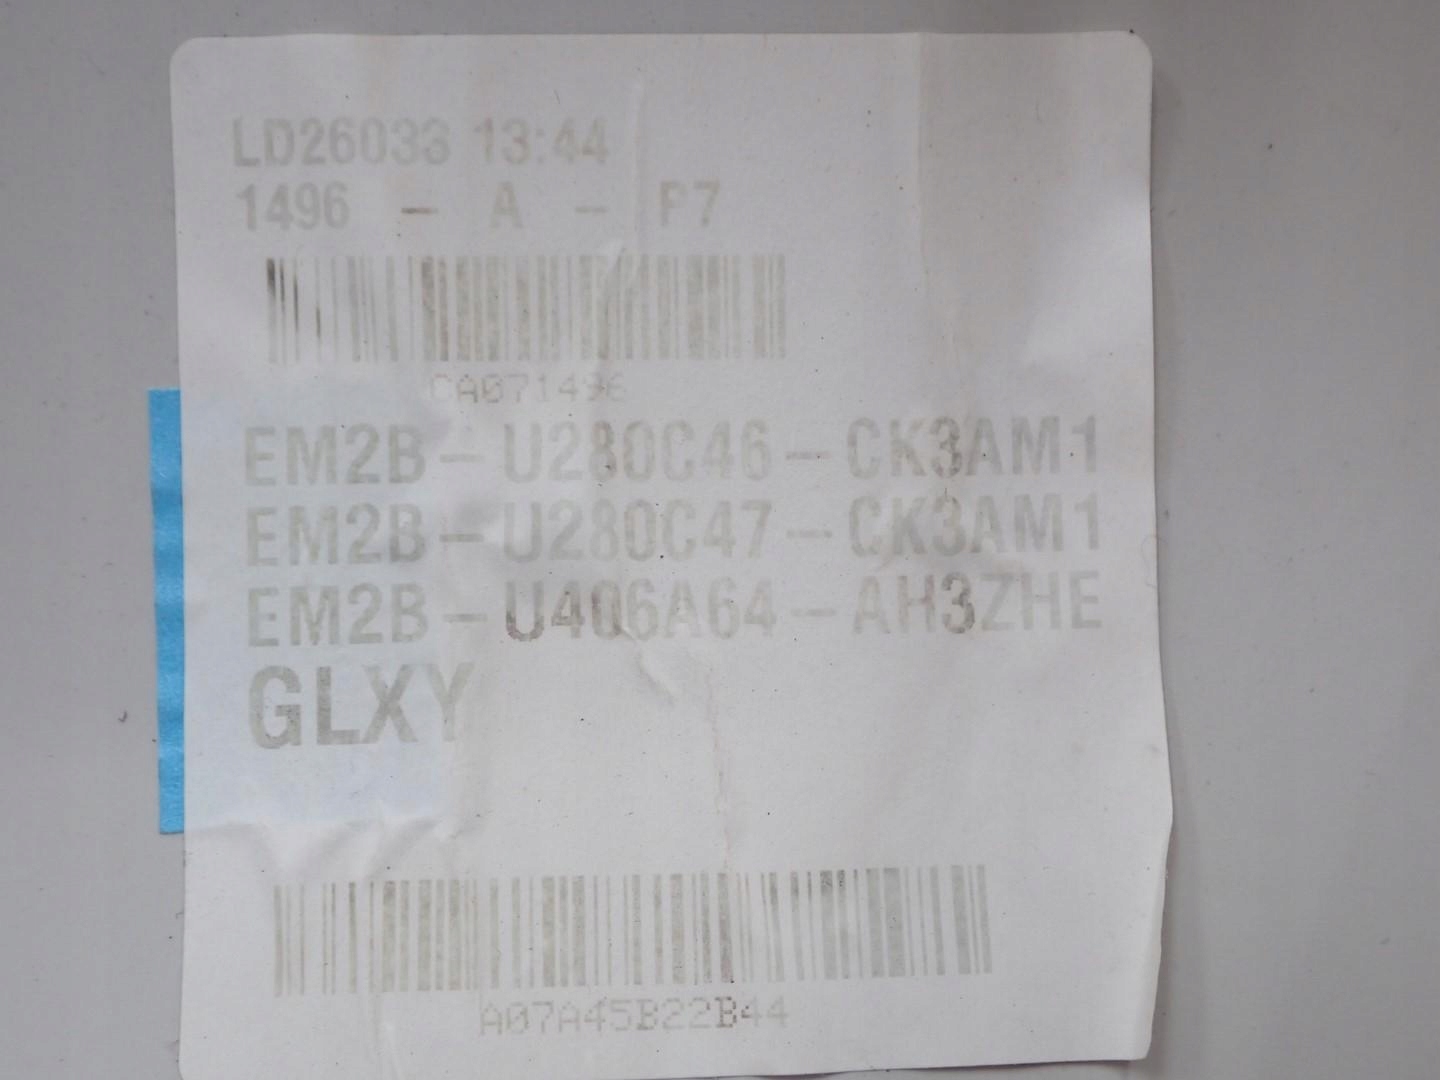 LD26033 13:44
1496 - A - P7
CA071496
EM2B - U280C46 - CK3AM1
EM2B - U280C47 - CK3AM1
EM2B - U406A64 - AH3ZHE
GLXY
A07A45B22B44